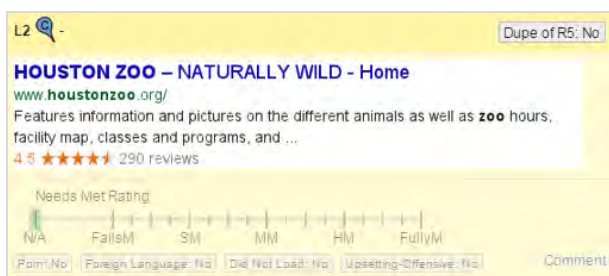 L2 C -
Dupe of R5: No
HOUSTON ZOO – NATURALLY WILD - Home
www.houstonzoo.org/
Features information and pictures on the different animals as well as zoo hours,
facility map, classes and programs, and ...
4.5 ★★★★★ 290 reviews
Needs Met Rating
N/A FailsM SM MM HM FullyM
Porn: No Foreign Language: No Did Not Load: No Upsetting-Offensive: No Comment